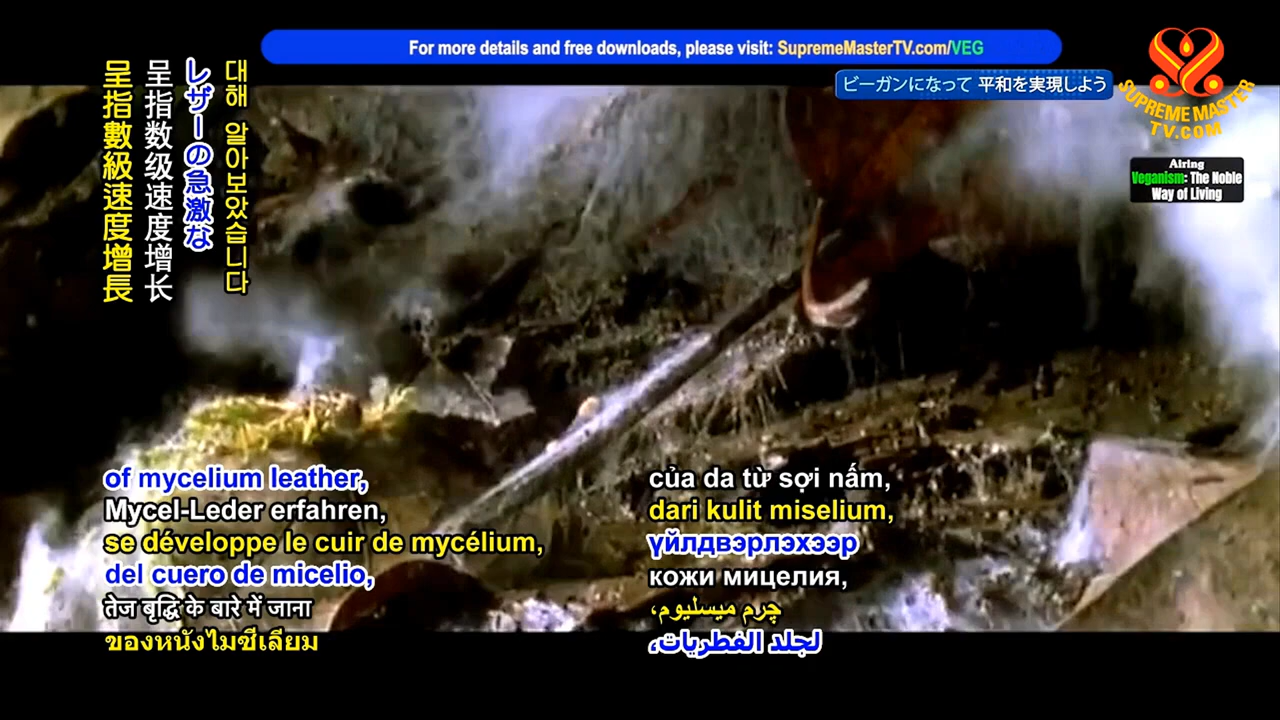 For more details and free downloads, please visit: SupremeMasterTV.com/VEG
ビーガンになって 平和を実現しよう
SUPREME MASTER
TV.COM
Airing
Veganism: The Noble
Way of Living
대해 알아보았습니다
レザーの急激な
呈指数级速度增长
呈指數級速度增長
of mycelium leather,
Mycel-Leder erfahren,
se développe le cuir de mycélium,
del cuero de micelio,
तेज बृद्धि के बारे में जाना
ของหนังไมซีเลียม
của da từ sợi nấm,
dari kulit miselium,
үйлдвэрлэхээр
кожи мицелия,
چرم میسلیوم،
لجلد الفطريات،